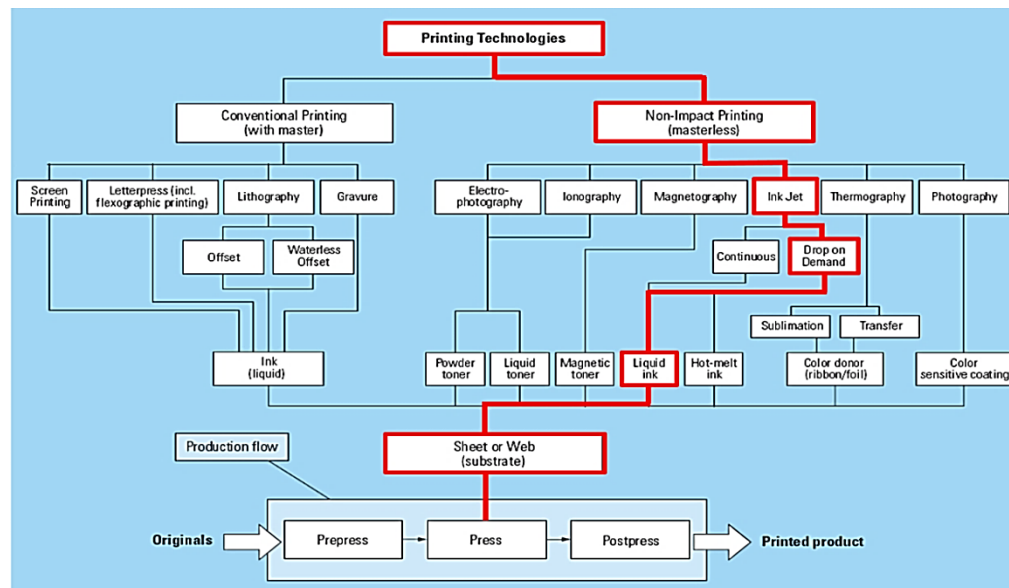 Printing Technologies
Conventional Printing
(with master)
Non-Impact Printing
(masterless)
Screen
Printing
Letterpress (incl.
flexographic printing)
Lithography
Gravure
Electro-
photography
Ionography
Magnetography
Ink Jet
Thermography
Photography
Offset
Waterless
Offset
Continuous
Drop on
Demand
Sublimation
Transfer
Ink
(liquid)
Powder
toner
Liquid
toner
Magnetic
toner
Liquid
ink
Hot-melt
ink
Color donor
(ribbon/foil)
Color
sensitive coating
Sheet or Web
(substrate)
Production flow
Originals
Prepress
Press
Postpress
Printed product